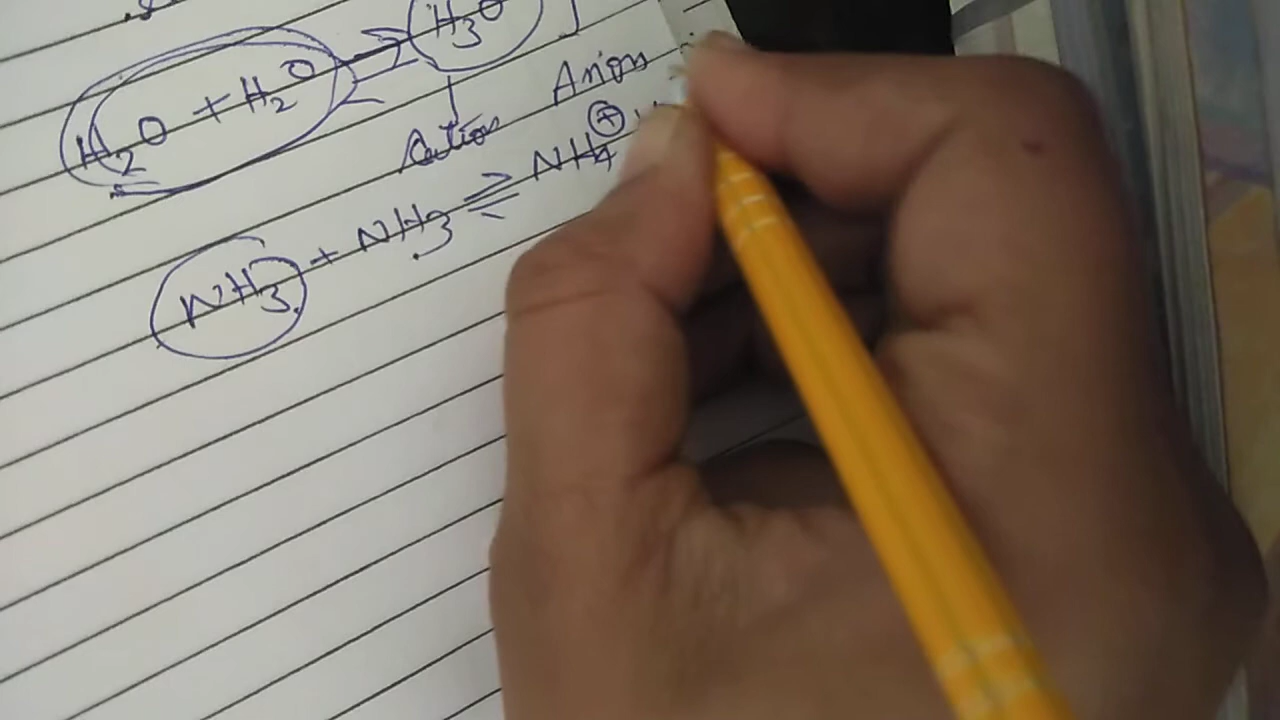 H2O + H2O ⇌ H3O
Cation Anion
NH3 + NH3 ⇌ NH4⊕